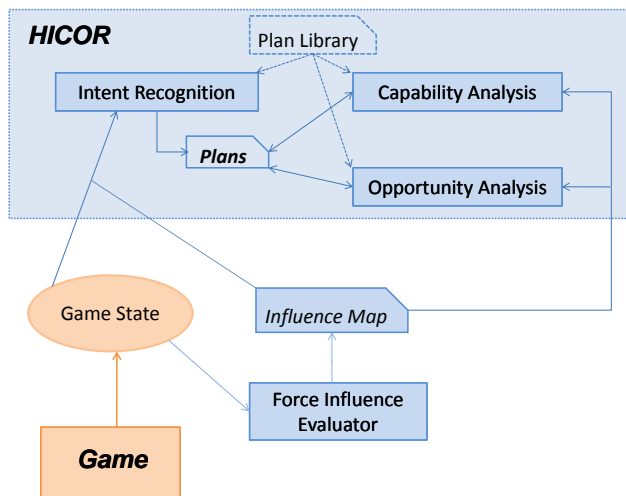 HICOR
Plan Library
Intent Recognition
Capability Analysis
Plans
Opportunity Analysis
Game State
Influence Map
Force Influence
Evaluator
Game